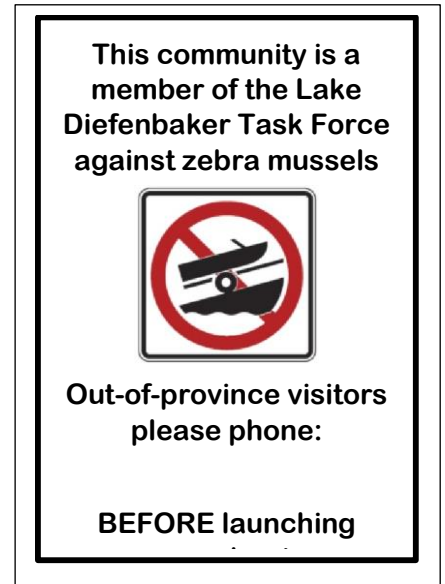 This community is a
member of the Lake
Diefenbaker Task Force
against zebra mussels
Out-of-province visitors
please phone:
BEFORE launching